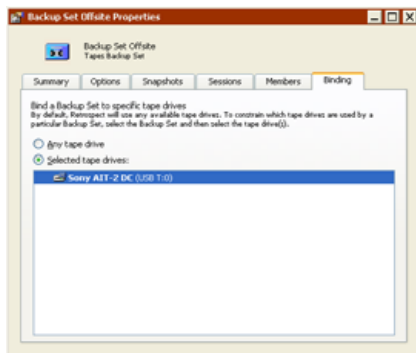 Backup Set Offsite Properties
Backup Set Offsite
Tapes Backup Set
Summary
Options
Snapshots
Sessions
Members
Binding
Bind a Backup Set to specific tape drives
By default, Retrospect will use any available tape drives. To constrain which tape drives are used by a
particular Backup Set, select the Backup Set and then select the tape drive(s).
Any tape drive
Selected tape drives:
Sony AIT-2 DC (USB T:0)